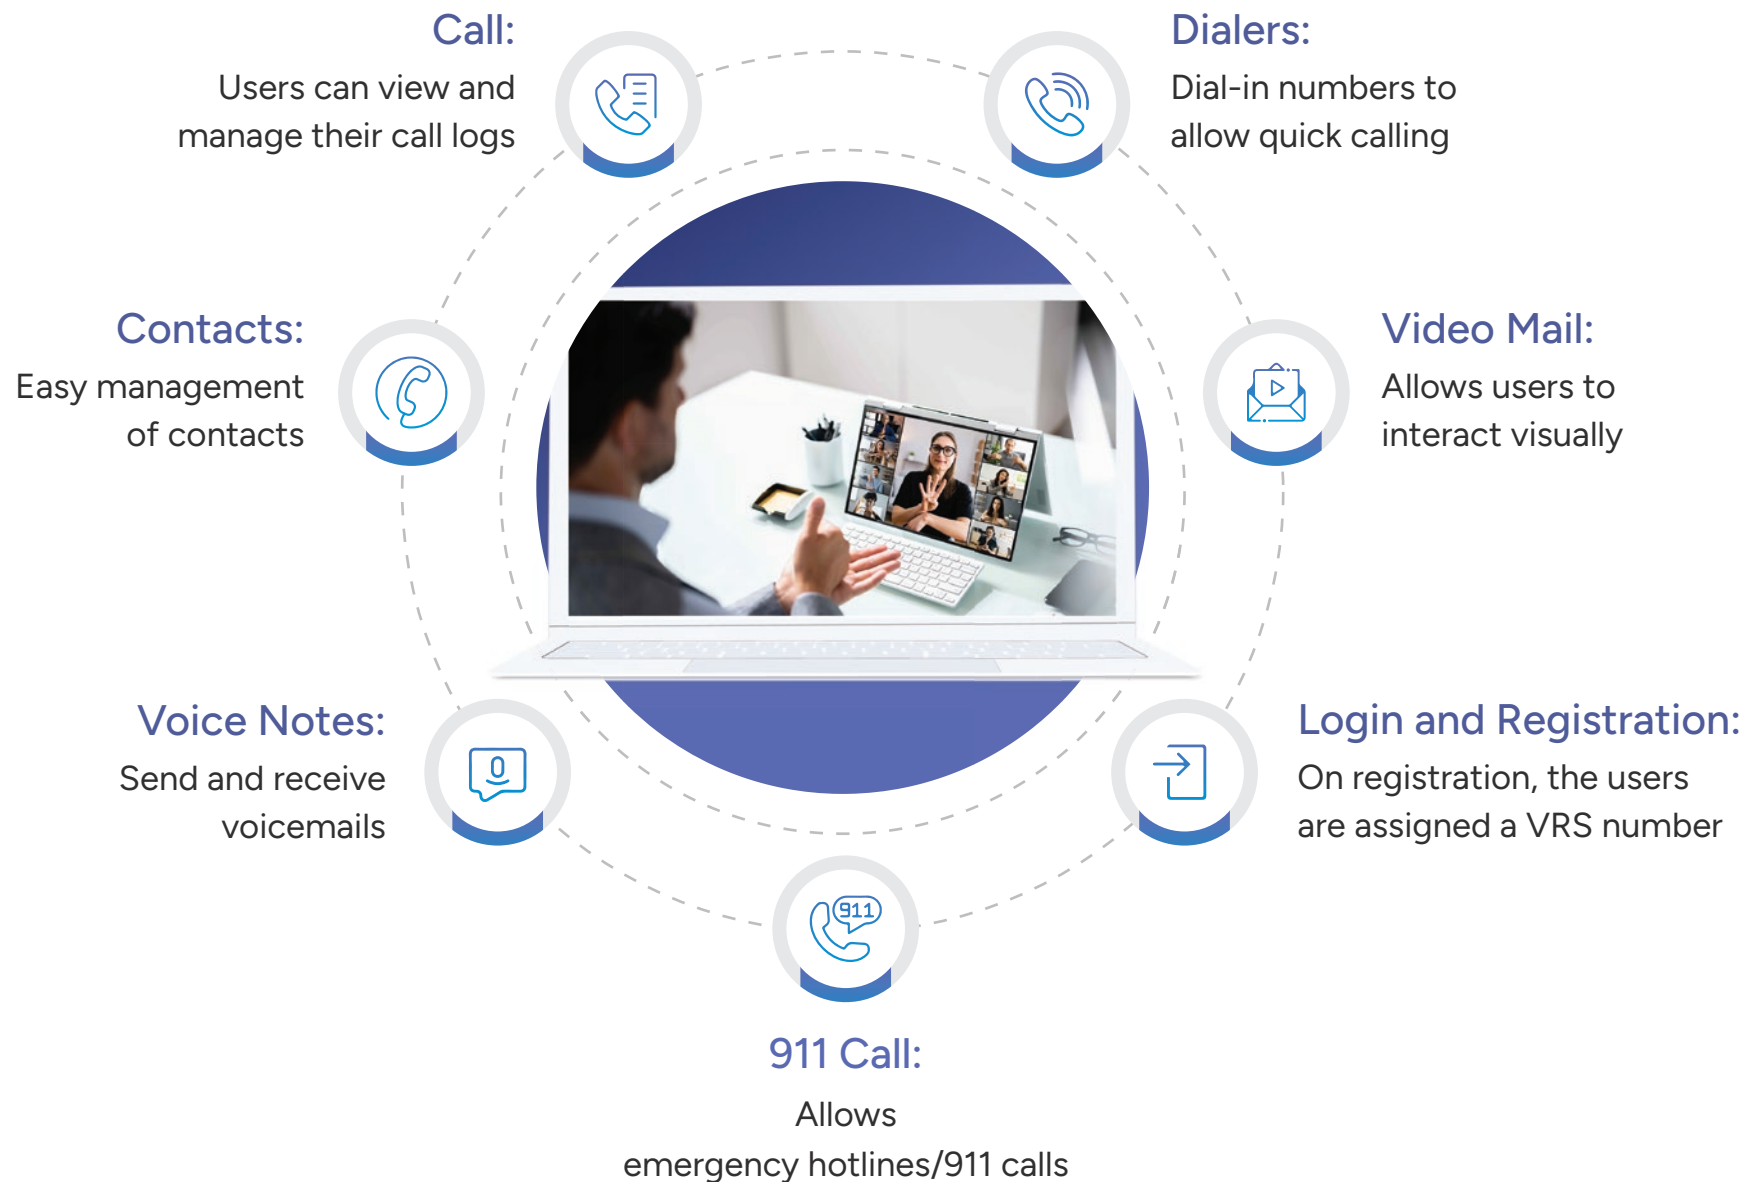 Call:
Users can view and
manage their call logs
Dialers:
Dial-in numbers to
allow quick calling
Contacts:
Easy management
of contacts
Video Mail:
Allows users to
interact visually
Voice Notes:
Send and receive
voicemails
Login and Registration:
On registration, the users
are assigned a VRS number
911
911 Call:
Allows
emergency hotlines/911 calls